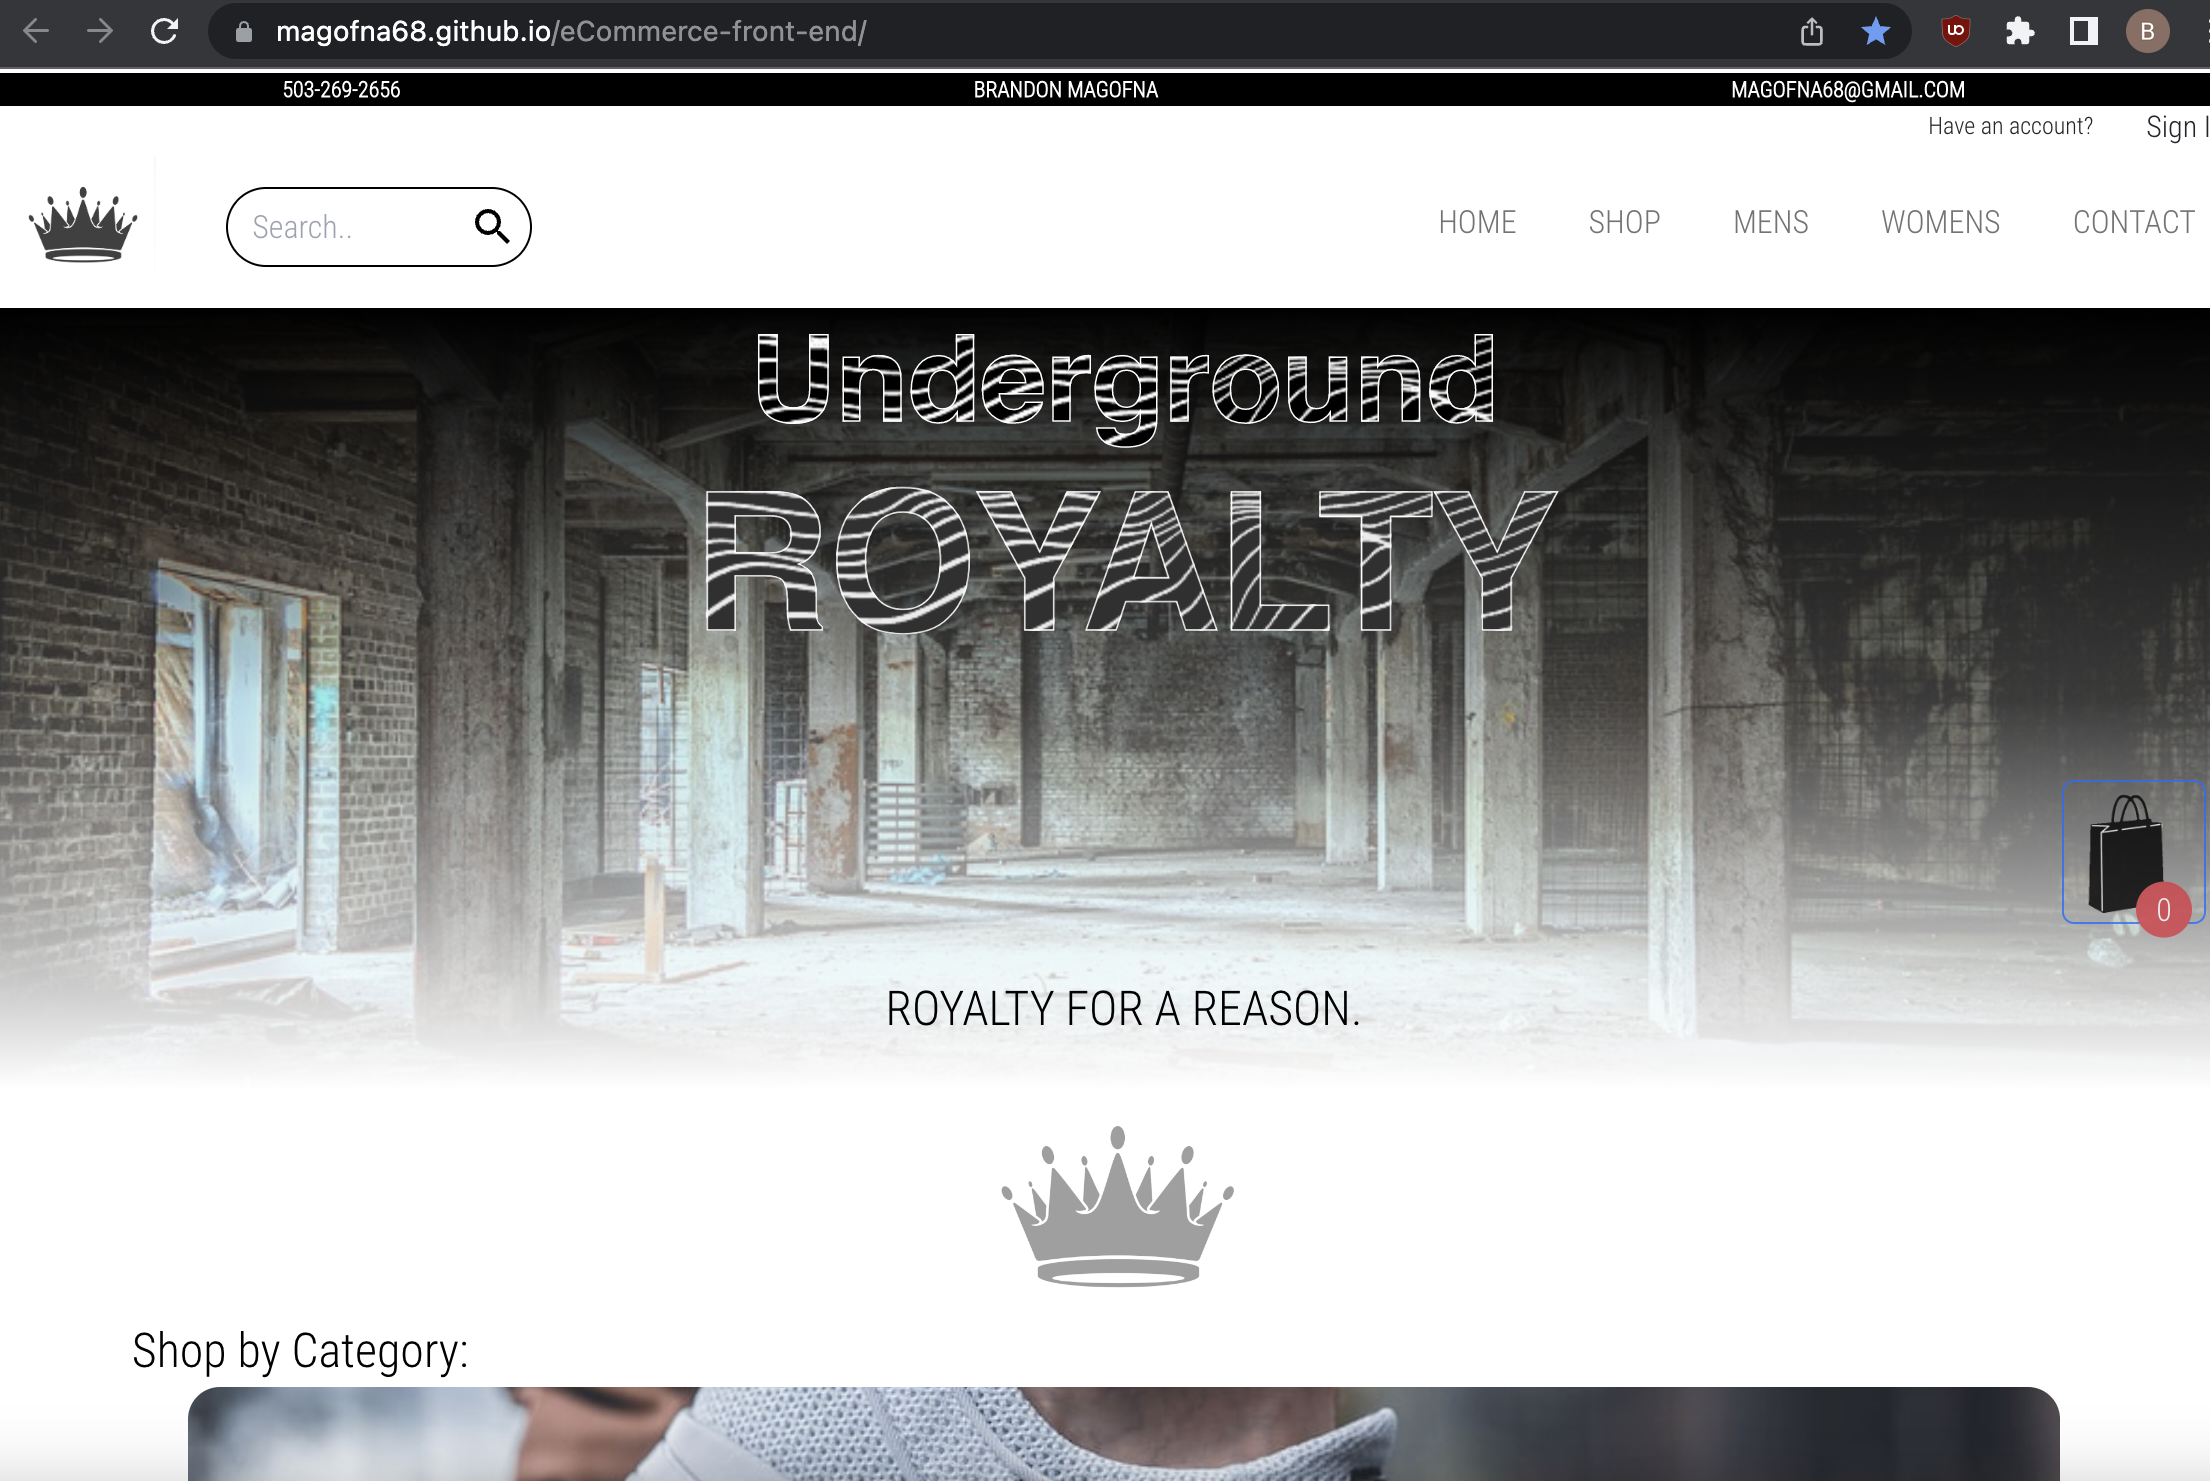 magofna68.github.io/eCommerce-front-end/
B
503-269-2656 BRANDON MAGOFNA MAGOFNA68@GMAIL.COM
Have an account? Sign I
Search..
HOME SHOP MENS WOMENS CONTACT
Underground
ROYALTY
0
ROYALTY FOR A REASON.
Shop by Category: